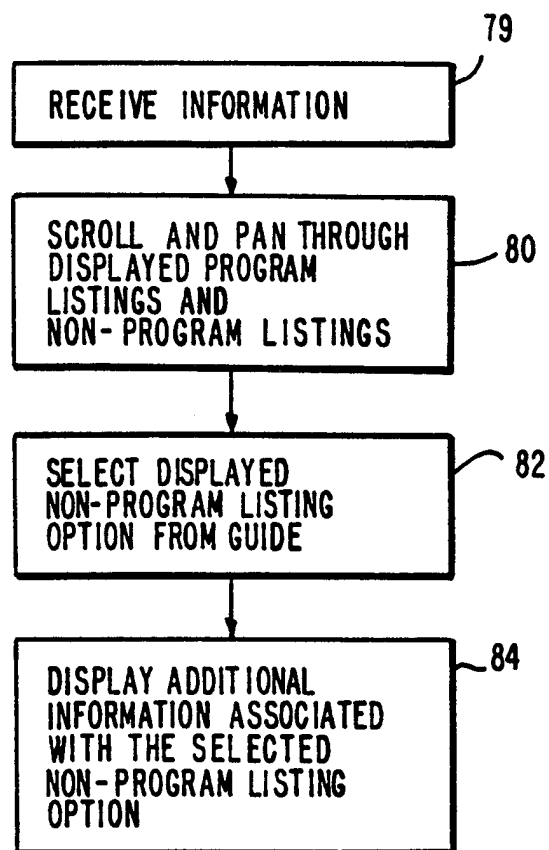 79
RECEIVE INFORMATION
SCROLL AND PAN THROUGH
DISPLAYED PROGRAM
LISTINGS AND
NON-PROGRAM LISTINGS
80
SELECT DISPLAYED
NON-PROGRAM LISTING
OPTION FROM GUIDE
82
DISPLAY ADDITIONAL
INFORMATION ASSOCIATED
WITH THE SELECTED
NON-PROGRAM LISTING
OPTION
84